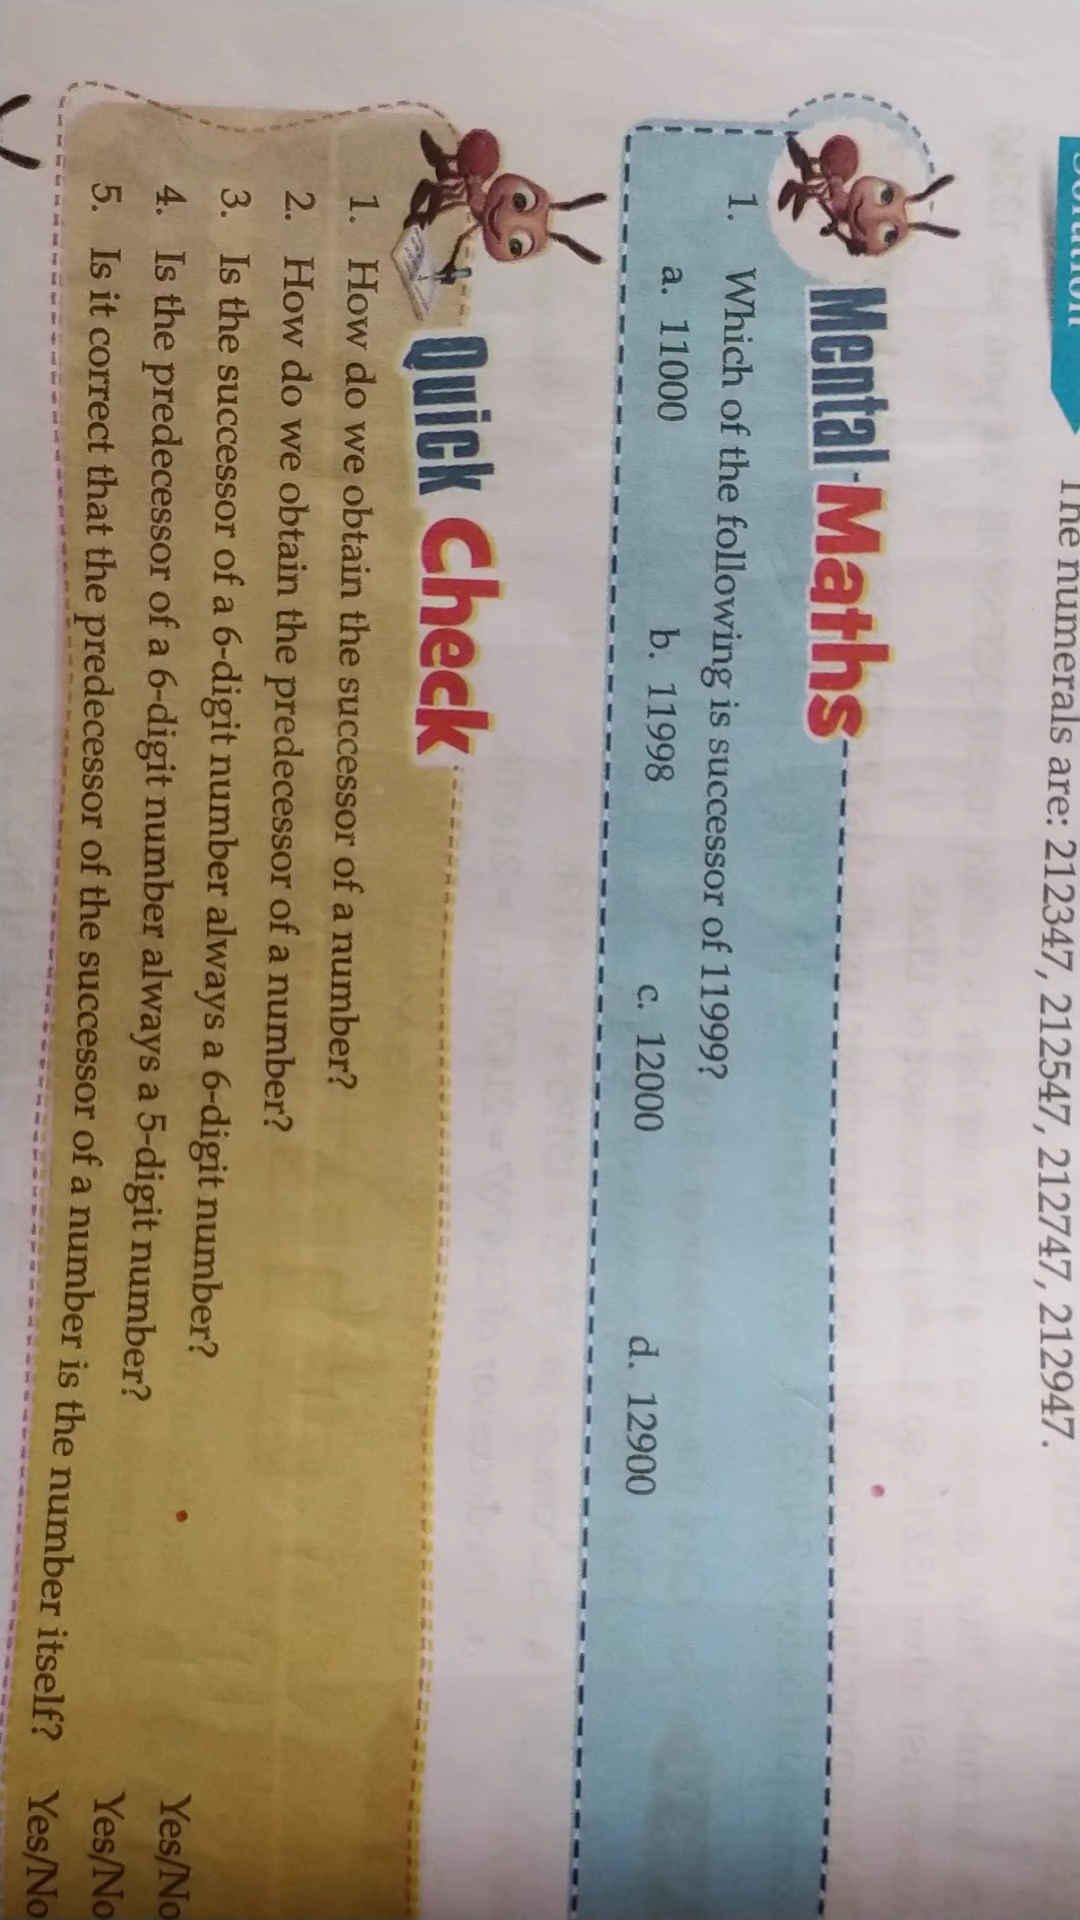 The numerals are: 212347, 212547, 212747, 212947.
Mental Maths
1. Which of the following is successor of 11999?
a. 11000 b. 11998 c. 12000 d. 12900
Quick Check
1. How do we obtain the successor of a number?
2. How do we obtain the predecessor of a number?
3. Is the successor of a 6-digit number always a 6-digit number? Yes/No
4. Is the predecessor of a 6-digit number always a 5-digit number? Yes/No
5. Is it correct that the predecessor of the successor of a number is the number itself? Yes/No